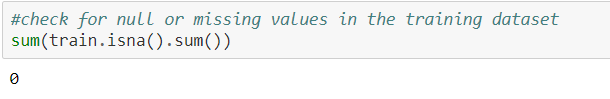 #check for null or missing values in the training dataset
sum(train.isna().sum())
0